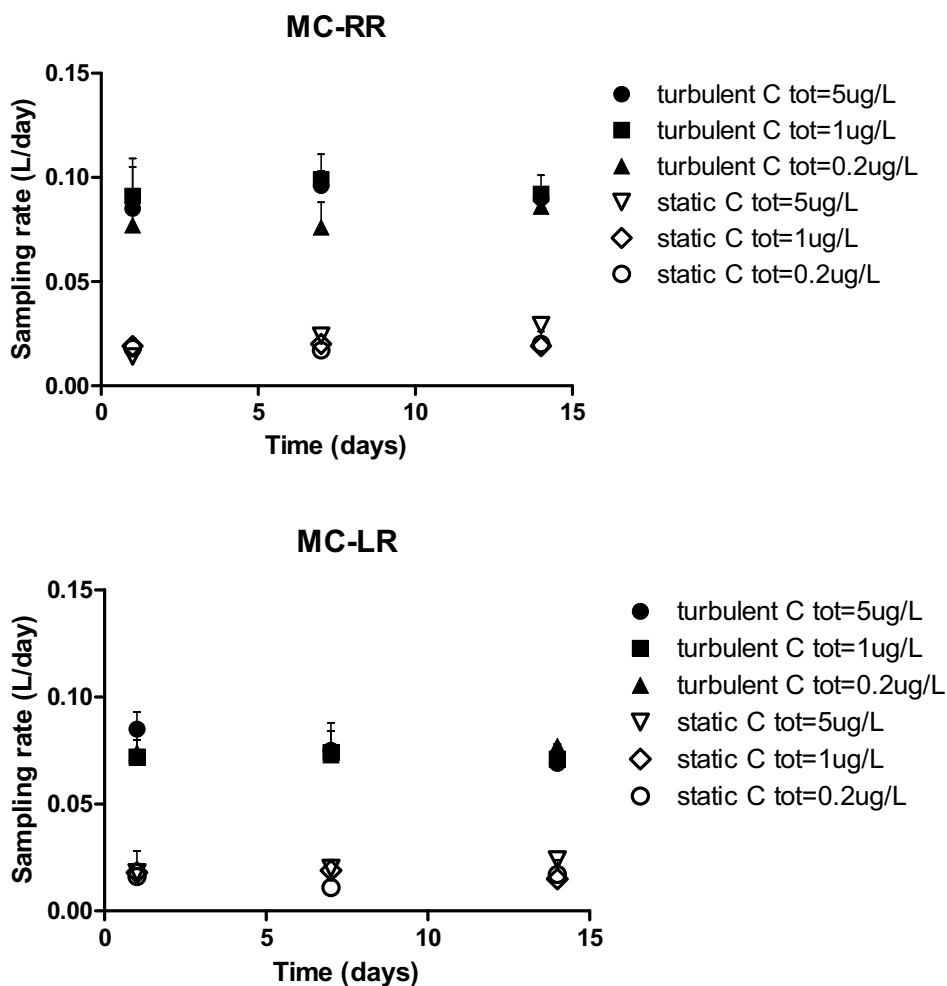 MC-RR
Sampling rate (L/day)
0.15
0.10
0.05
0.00
0 5 10 15
Time (days)
turbulent C tot=5ug/L
turbulent C tot=1ug/L
turbulent C tot=0.2ug/L
static C tot=5ug/L
static C tot=1ug/L
static C tot=0.2ug/L
MC-LR
Sampling rate (L/day)
0.15
0.10
0.05
0.00
0 5 10 15
Time (days)
turbulent C tot=5ug/L
turbulent C tot=1ug/L
turbulent C tot=0.2ug/L
static C tot=5ug/L
static C tot=1ug/L
static C tot=0.2ug/L